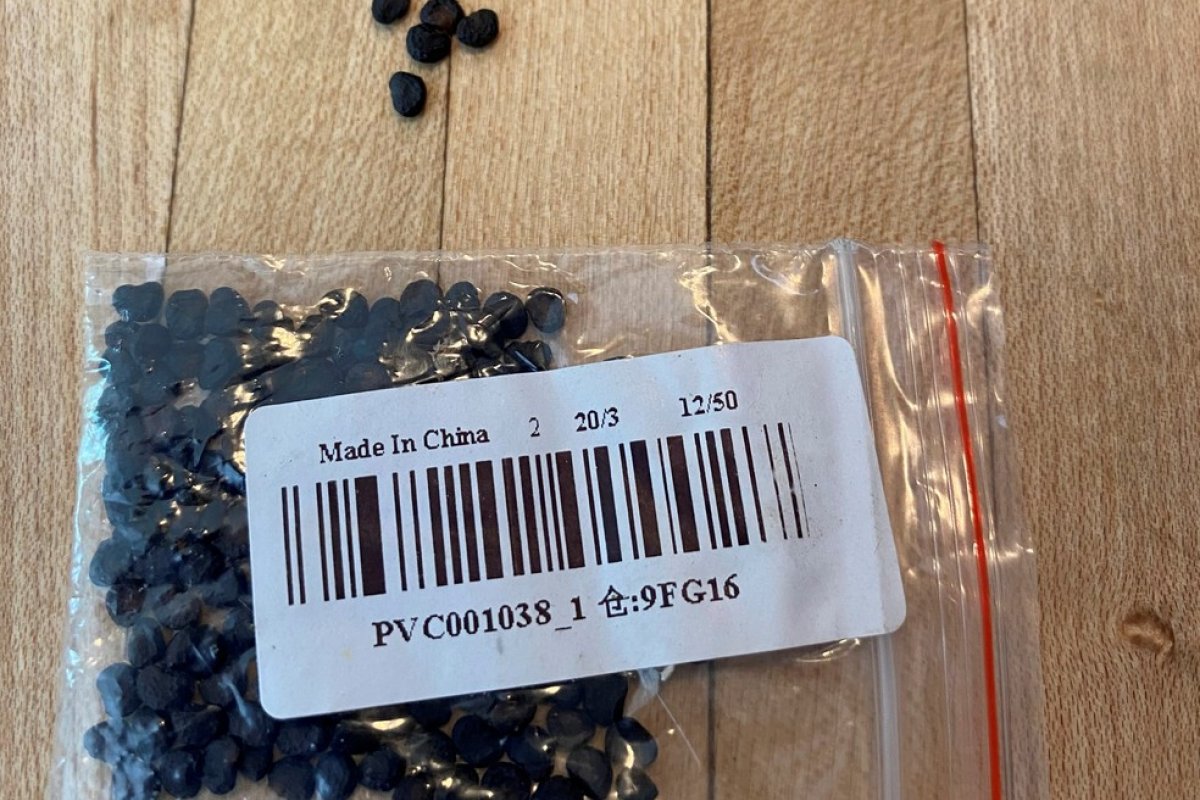 Made In China 2 20/3 12/50
PVC001038_1 仓:9FG16